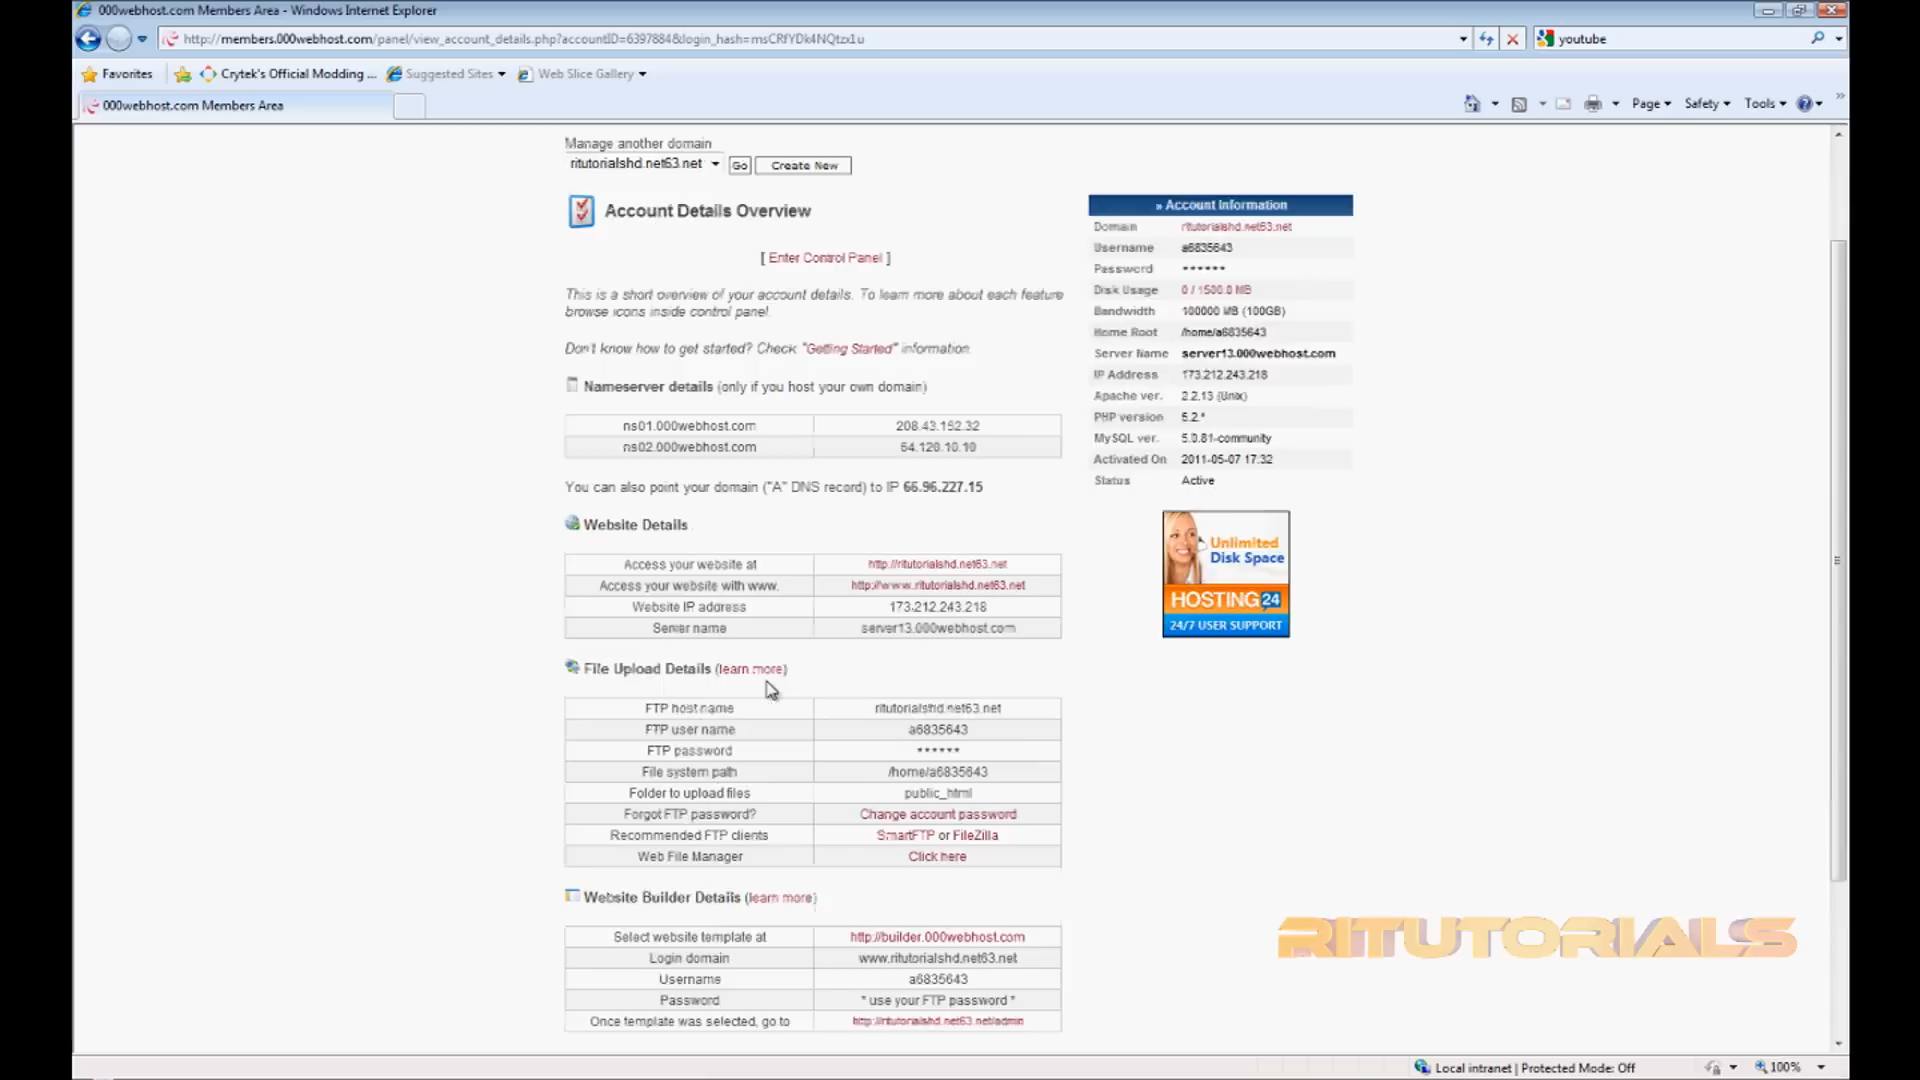 000webhost.com Members Area - Windows Internet Explorer
http://members.000webhost.com/panel/view_account_details.php?accountID=6397884&login_hash=msCRfYDk4NQtzx1u
youtube
Favorites
Crytek's Official Modding ...
Suggested Sites
Web Slice Gallery
000webhost.com Members Area
Page
Safety
Tools
Manage another domain
ritutorialshd.net63.net
Go
Create New
Account Details Overview
[ Enter Control Panel ]
This is a short overview of your account details. To learn more about each feature
browse icons inside control panel.
Don't know how to get started? Check "Getting Started" information.
Nameserver details (only if you host your own domain)
ns01.000webhost.com 208.43.152.32
ns02.000webhost.com 64.120.10.10
You can also point your domain ("A" DNS record) to IP 66.96.227.15
Website Details
Access your website at http://ritutorialshd.net63.net
Access your website with www. http://www.ritutorialshd.net63.net
Website IP address 173.212.243.218
Server name server13.000webhost.com
File Upload Details (learn more)
FTP host name ritutorialshd.net63.net
FTP user name a6835643
FTP password ******
File system path /home/a6835643
Folder to upload files public_html
Forgot FTP password? Change account password
Recommended FTP clients SmartFTP or FileZilla
Web File Manager Click here
Website Builder Details (learn more)
Select website template at http://builder.000webhost.com
Login domain www.ritutorialshd.net63.net
Username a6835643
Password * use your FTP password *
Once template was selected, go to http://ritutorialshd.net63.net/admin
» Account Information
Domain ritutorialshd.net63.net
Username a6835643
Password ******
Disk Usage 0 / 1500.0 MB
Bandwidth 100000 MB (100GB)
Home Root /home/a6835643
Server Name server13.000webhost.com
IP Address 173.212.243.218
Apache ver. 2.2.13 (Unix)
PHP version 5.2.*
MySQL ver. 5.0.81-community
Activated On 2011-05-07 17:32
Status Active
Unlimited
Disk Space
HOSTING 24
24/7 USER SUPPORT
RITUTORIALS
Local intranet | Protected Mode: Off
100%